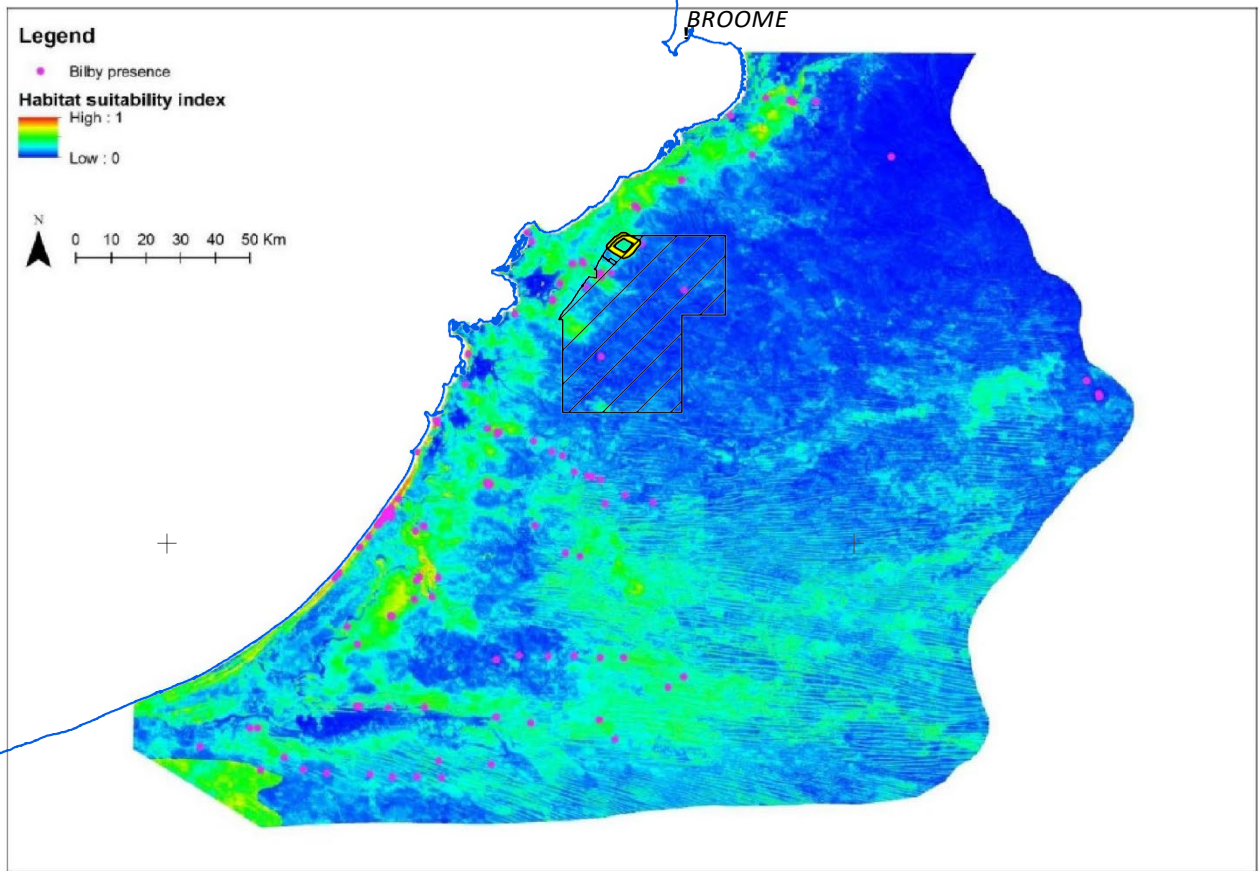 BROOME
!
Legend
Bilby presence
Habitat suitability index
High : 1
Low : 0
N
0 10 20 30 40 50 Km